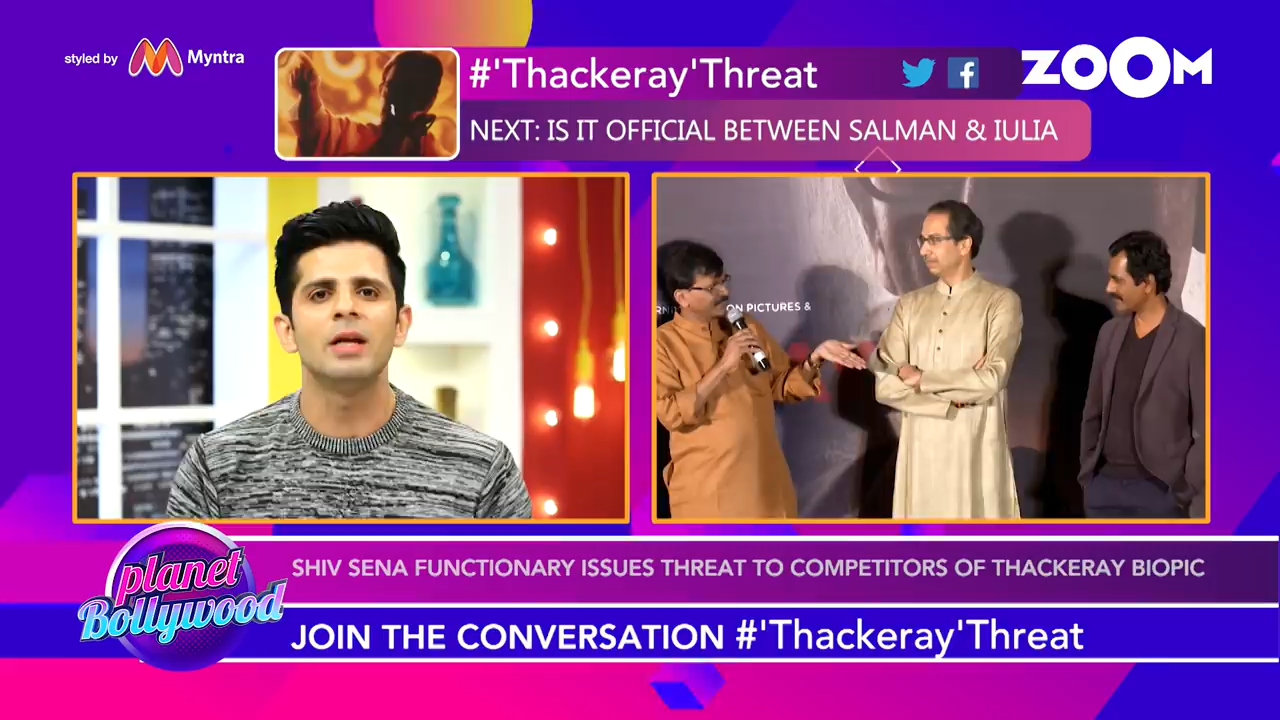 styled by Myntra
#'Thackeray'Threat
ZOOM
NEXT: IS IT OFFICIAL BETWEEN SALMAN & IULIA
ON PICTURES &
planet
Bollywood
SHIV SENA FUNCTIONARY ISSUES THREAT TO COMPETITORS OF THACKERAY BIOPIC
JOIN THE CONVERSATION #'Thackeray'Threat